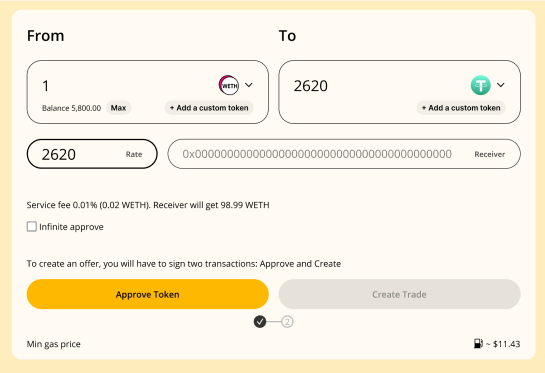 From
To
1
WETH
Balance 5,800.00
Max
+ Add a custom token
2620
+ Add a custom token
2620
Rate
0x0000000000000000000000000000000000000000
Receiver
Service fee 0.01% (0.02 WETH). Receiver will get 98.99 WETH
Infinite approve
To create an offer, you will have to sign two transactions: Approve and Create
Approve Token
Create Trade
2
Min gas price
~ $11.43